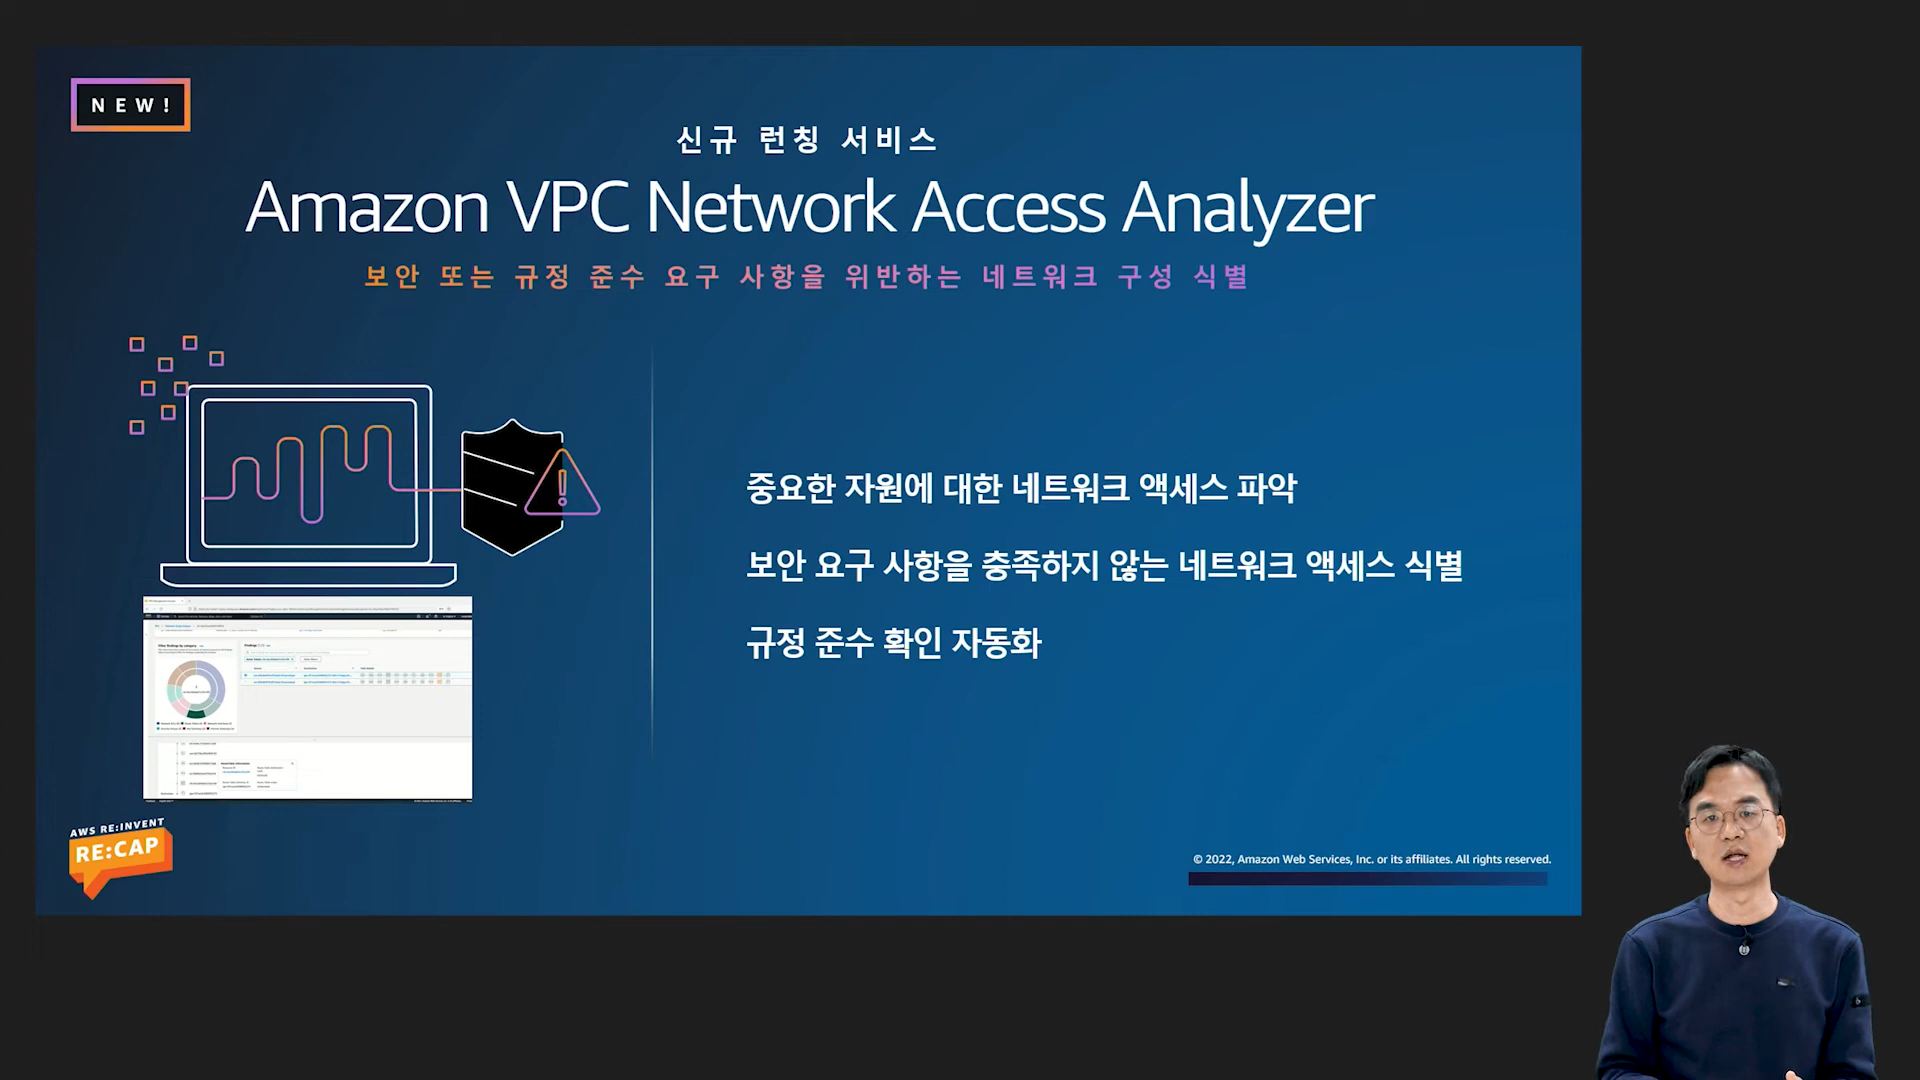 NEW!
신규 런칭 서비스
Amazon VPC Network Access Analyzer
보안 또는 규정 준수 요구 사항을 위반하는 네트워크 구성 식별
중요한 자원에 대한 네트워크 액세스 파악
보안 요구 사항을 충족하지 않는 네트워크 액세스 식별
규정 준수 확인 자동화
AWS RE:INVENT
RE:CAP
© 2022, Amazon Web Services, Inc. or its affiliates. All rights reserved.